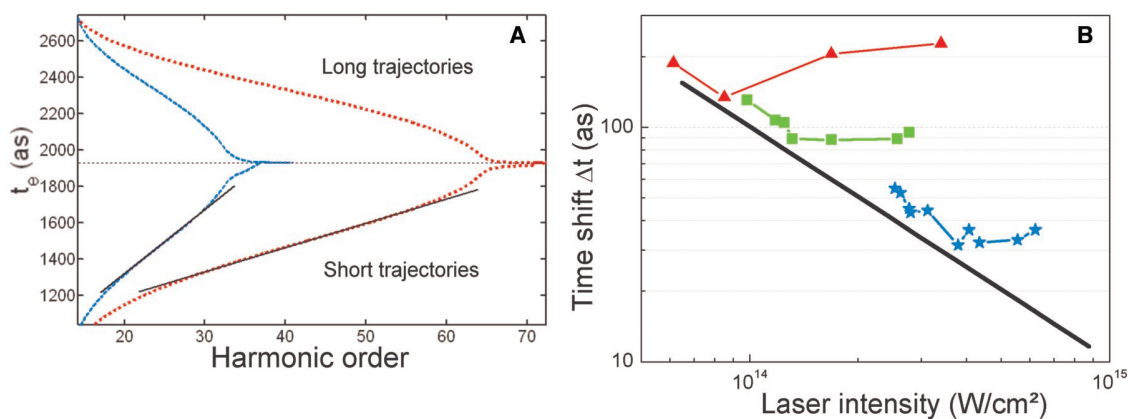 A
2600
2400
2200
2000
1800
1600
1400
1200
t_e (as)
Long trajectories
Short trajectories
20 30 40 50 60 70
Harmonic order
B
100
10
Time shift Δt (as)
10^14 10^15
Laser intensity (W/cm²)